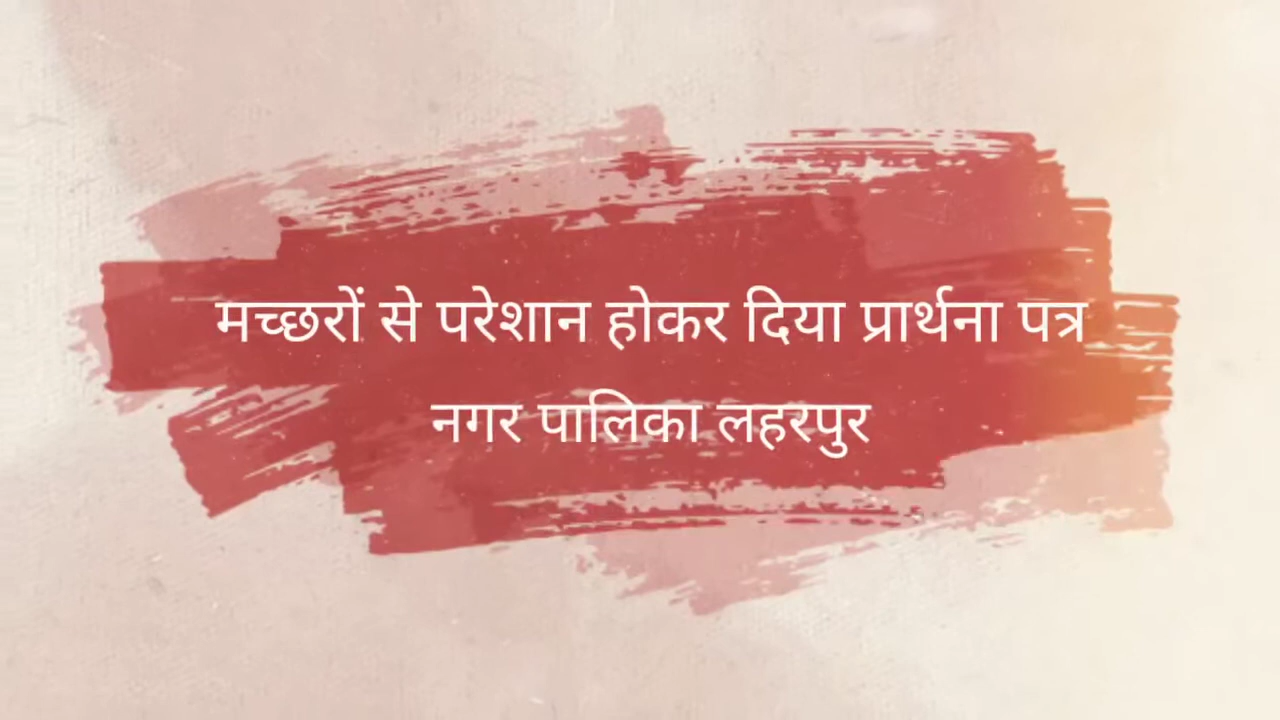 मच्छरों से परेशान होकर दिया प्रार्थना पत्र
नगर पालिका लहरपुर